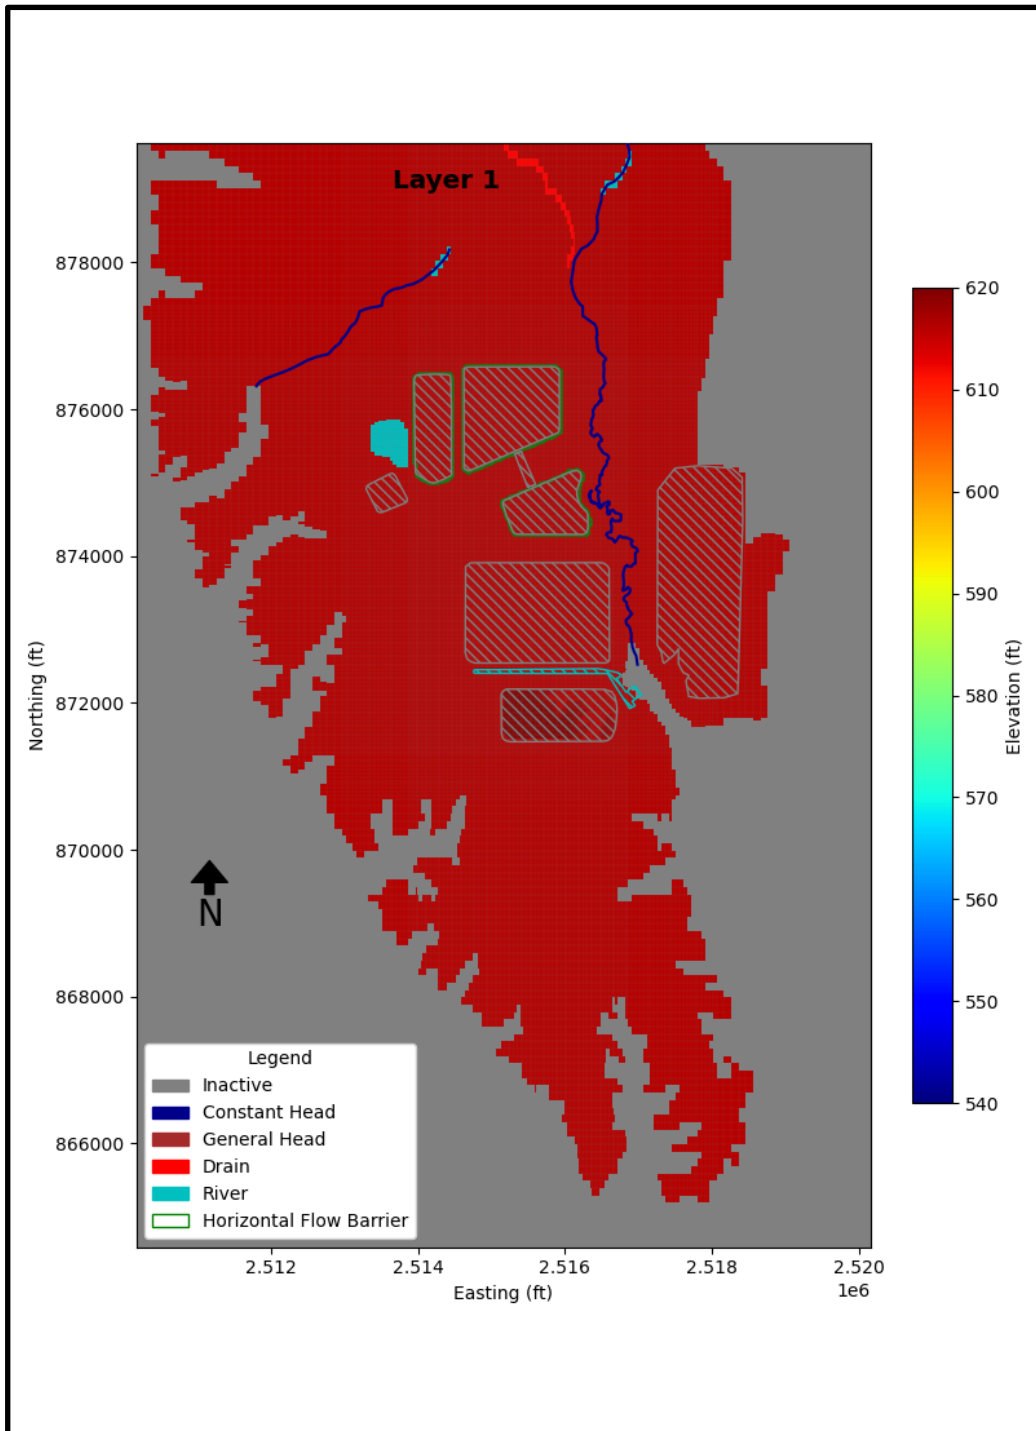 Layer 1
878000
876000
874000
872000
870000
868000
866000
Northing (ft)
N
Legend
Inactive
Constant Head
General Head
Drain
River
Horizontal Flow Barrier
2.512
2.514
2.516
2.518
2.520
1e6
Easting (ft)
620
610
600
590
580
570
560
550
540
Elevation (ft)